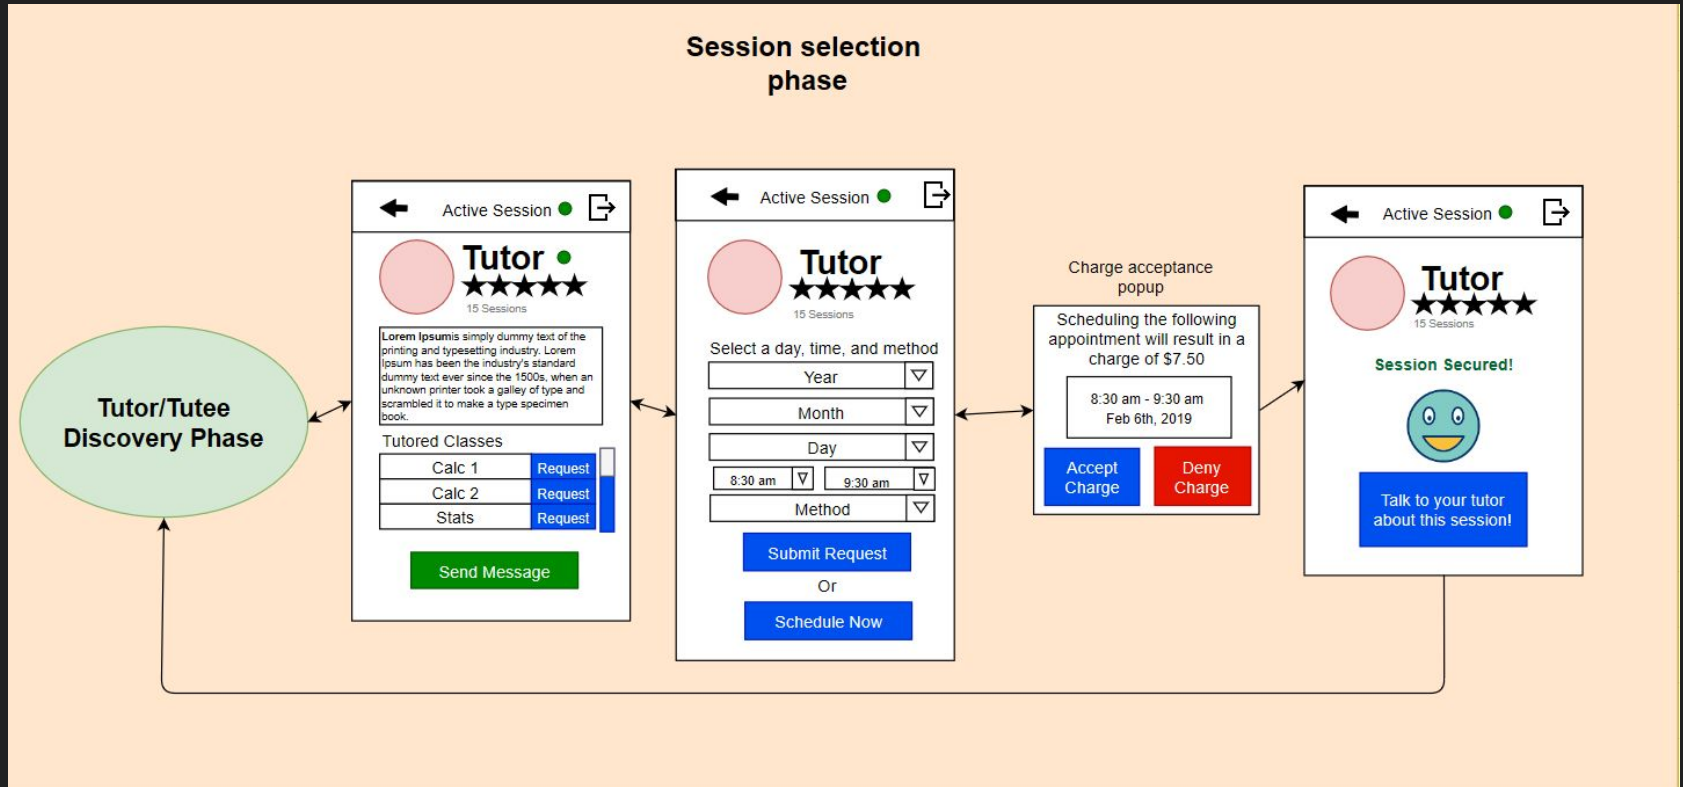 Session selection
phase
Tutor/Tutee
Discovery Phase
Active Session
Tutor
15 Sessions
Lorem Ipsumis simply dummy text of the
printing and typesetting industry. Lorem
Ipsum has been the industry's standard
dummy text ever since the 1500s, when an
unknown printer took a galley of type and
scrambled it to make a type specimen
book.
Tutored Classes
Calc 1 Request
Calc 2 Request
Stats Request
Send Message
Active Session
Tutor
15 Sessions
Select a day, time, and method
Year
Month
Day
8:30 am 9:30 am
Method
Submit Request
Or
Schedule Now
Charge acceptance
popup
Scheduling the following
appointment will result in a
charge of $7.50
8:30 am - 9:30 am
Feb 6th, 2019
Accept
Charge
Deny
Charge
Active Session
Tutor
15 Sessions
Session Secured!
Talk to your tutor
about this session!